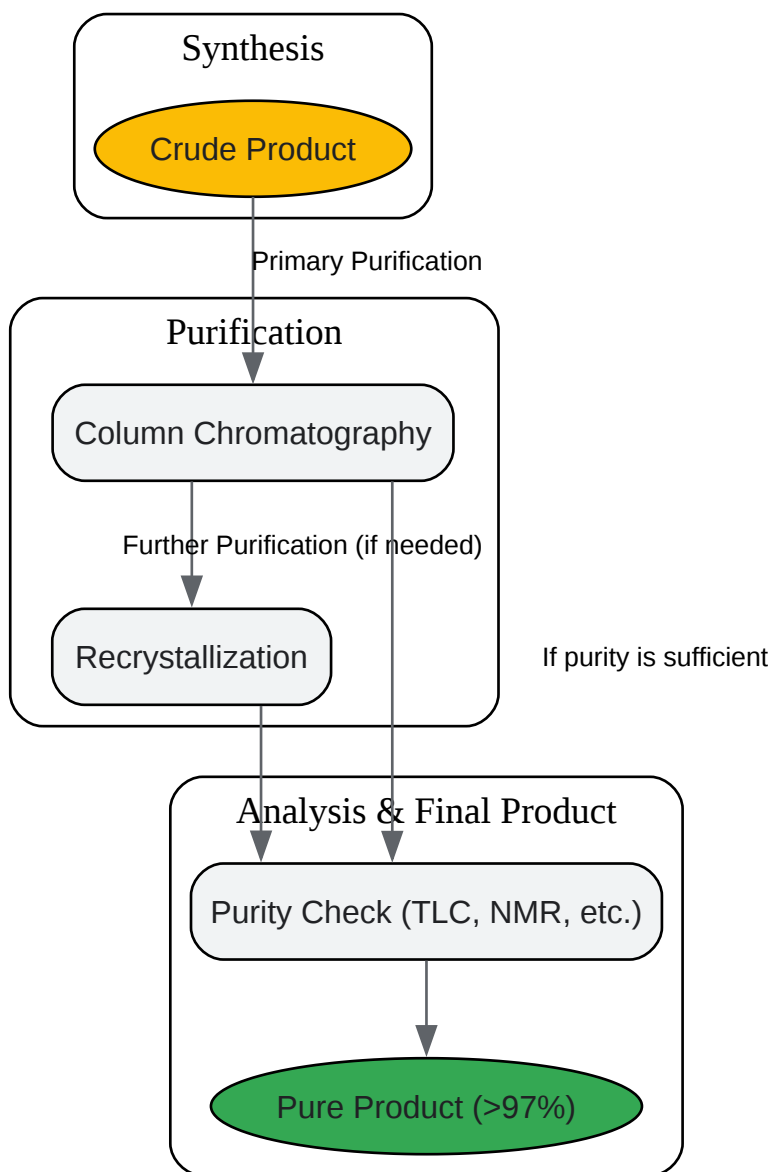 Synthesis
Crude Product
Primary Purification
Purification
Column Chromatography
Further Purification (if needed)
Recrystallization
If purity is sufficient
Analysis & Final Product
Purity Check (TLC, NMR, etc.)
Pure Product (>97%)